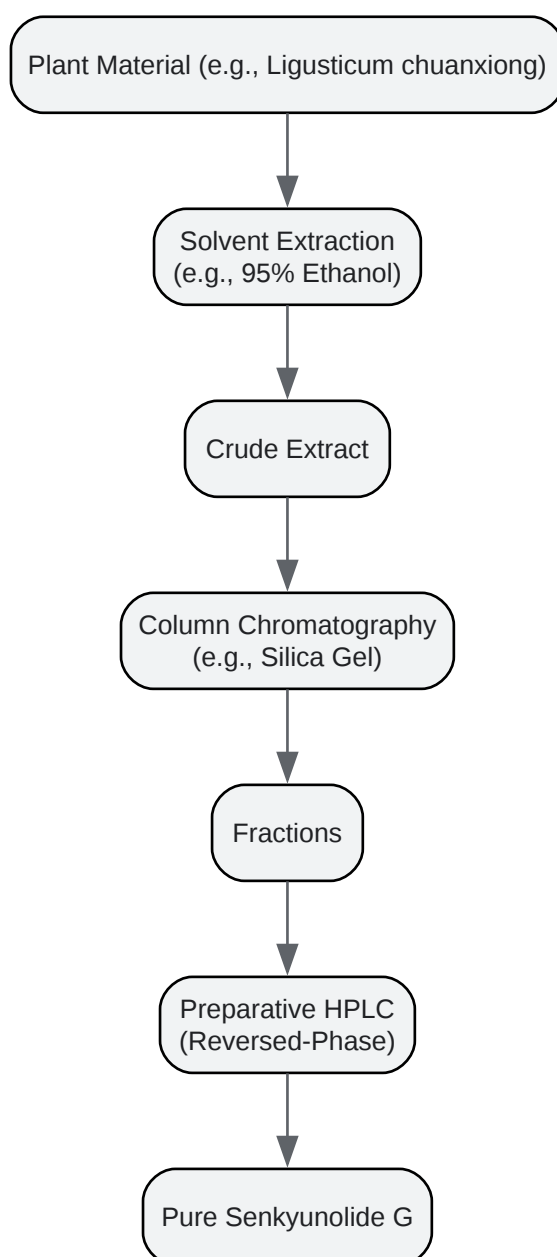 Plant Material (e.g., Ligusticum chuanxiong)
Solvent Extraction
(e.g., 95% Ethanol)
Crude Extract
Column Chromatography
(e.g., Silica Gel)
Fractions
Preparative HPLC
(Reversed-Phase)
Pure Senkyunolide G